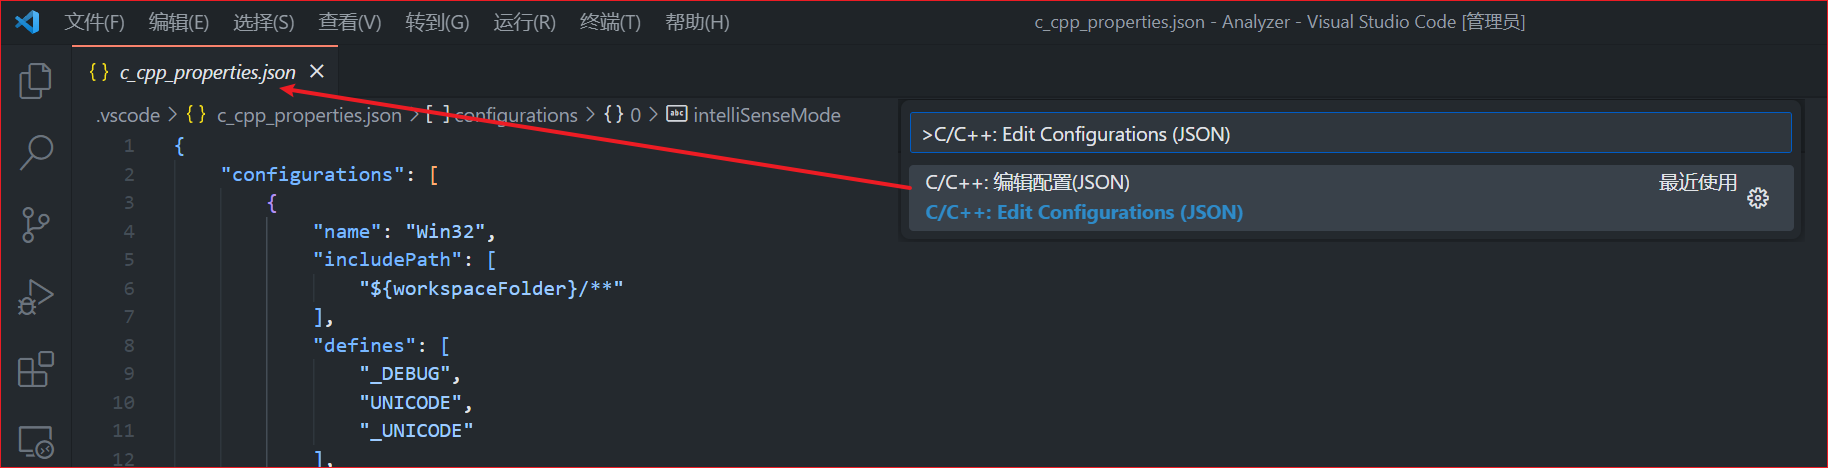 文件(F) 编辑(E) 选择(S) 查看(V) 转到(G) 运行(R) 终端(T) 帮助(H) c_cpp_properties.json - Analyzer - Visual Studio Code [管理员]
{} c_cpp_properties.json ×
.vscode > {} c_cpp_properties.json > [ ] configurations > {} 0 > abc intelliSenseMode
>C/C++: Edit Configurations (JSON)
C/C++: 编辑配置(JSON) 最近使用
C/C++: Edit Configurations (JSON)
1 {
2 "configurations": [
3 {
4 "name": "Win32",
5 "includePath": [
6 "${workspaceFolder}/**"
7 ],
8 "defines": [
9 "_DEBUG",
10 "UNICODE",
11 "_UNICODE"
12 ],